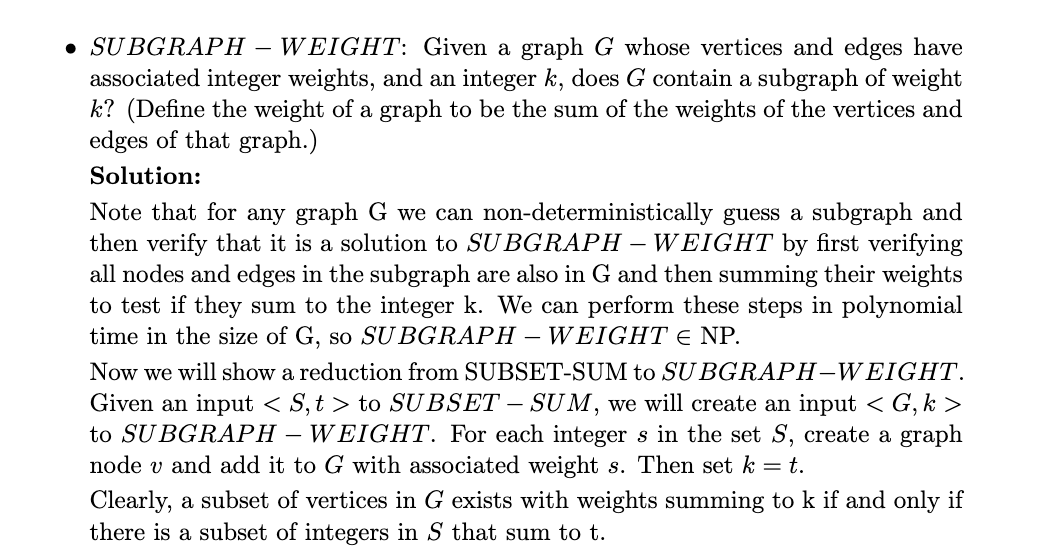 • SUBGRAPH − WEIGHT: Given a graph G whose vertices and edges have
associated integer weights, and an integer k, does G contain a subgraph of weight
k? (Define the weight of a graph to be the sum of the weights of the vertices and
edges of that graph.)
Solution:
Note that for any graph G we can non-deterministically guess a subgraph and
then verify that it is a solution to SUBGRAPH − WEIGHT by first verifying
all nodes and edges in the subgraph are also in G and then summing their weights
to test if they sum to the integer k. We can perform these steps in polynomial
time in the size of G, so SUBGRAPH − WEIGHT ∈ NP.
Now we will show a reduction from SUBSET-SUM to SUBGRAPH−WEIGHT.
Given an input < S, t > to SUBSET − SUM, we will create an input < G, k >
to SUBGRAPH − WEIGHT. For each integer s in the set S, create a graph
node v and add it to G with associated weight s. Then set k = t.
Clearly, a subset of vertices in G exists with weights summing to k if and only if
there is a subset of integers in S that sum to t.